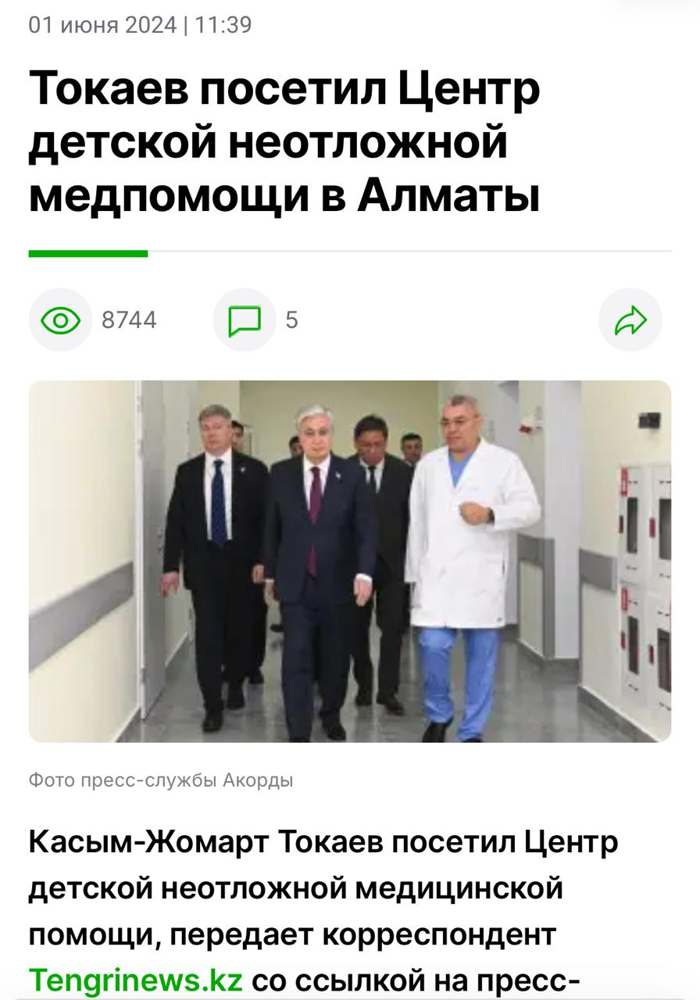 01 июня 2024 | 11:39
Токаев посетил Центр
детской неотложной
медпомощи в Алматы
8744
5
Фото пресс-службы Акорды
Касым-Жомарт Токаев посетил Центр
детской неотложной медицинской
помощи, передает корреспондент
Tengrinews.kz со ссылкой на пресс-